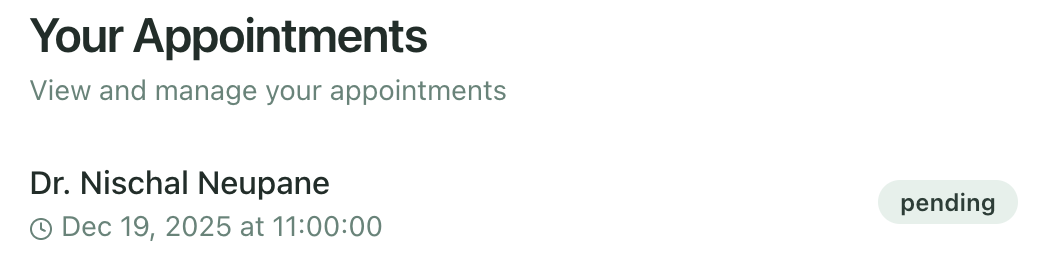 Your Appointments
View and manage your appointments
Dr. Nischal Neupane
Dec 19, 2025 at 11:00:00
pending